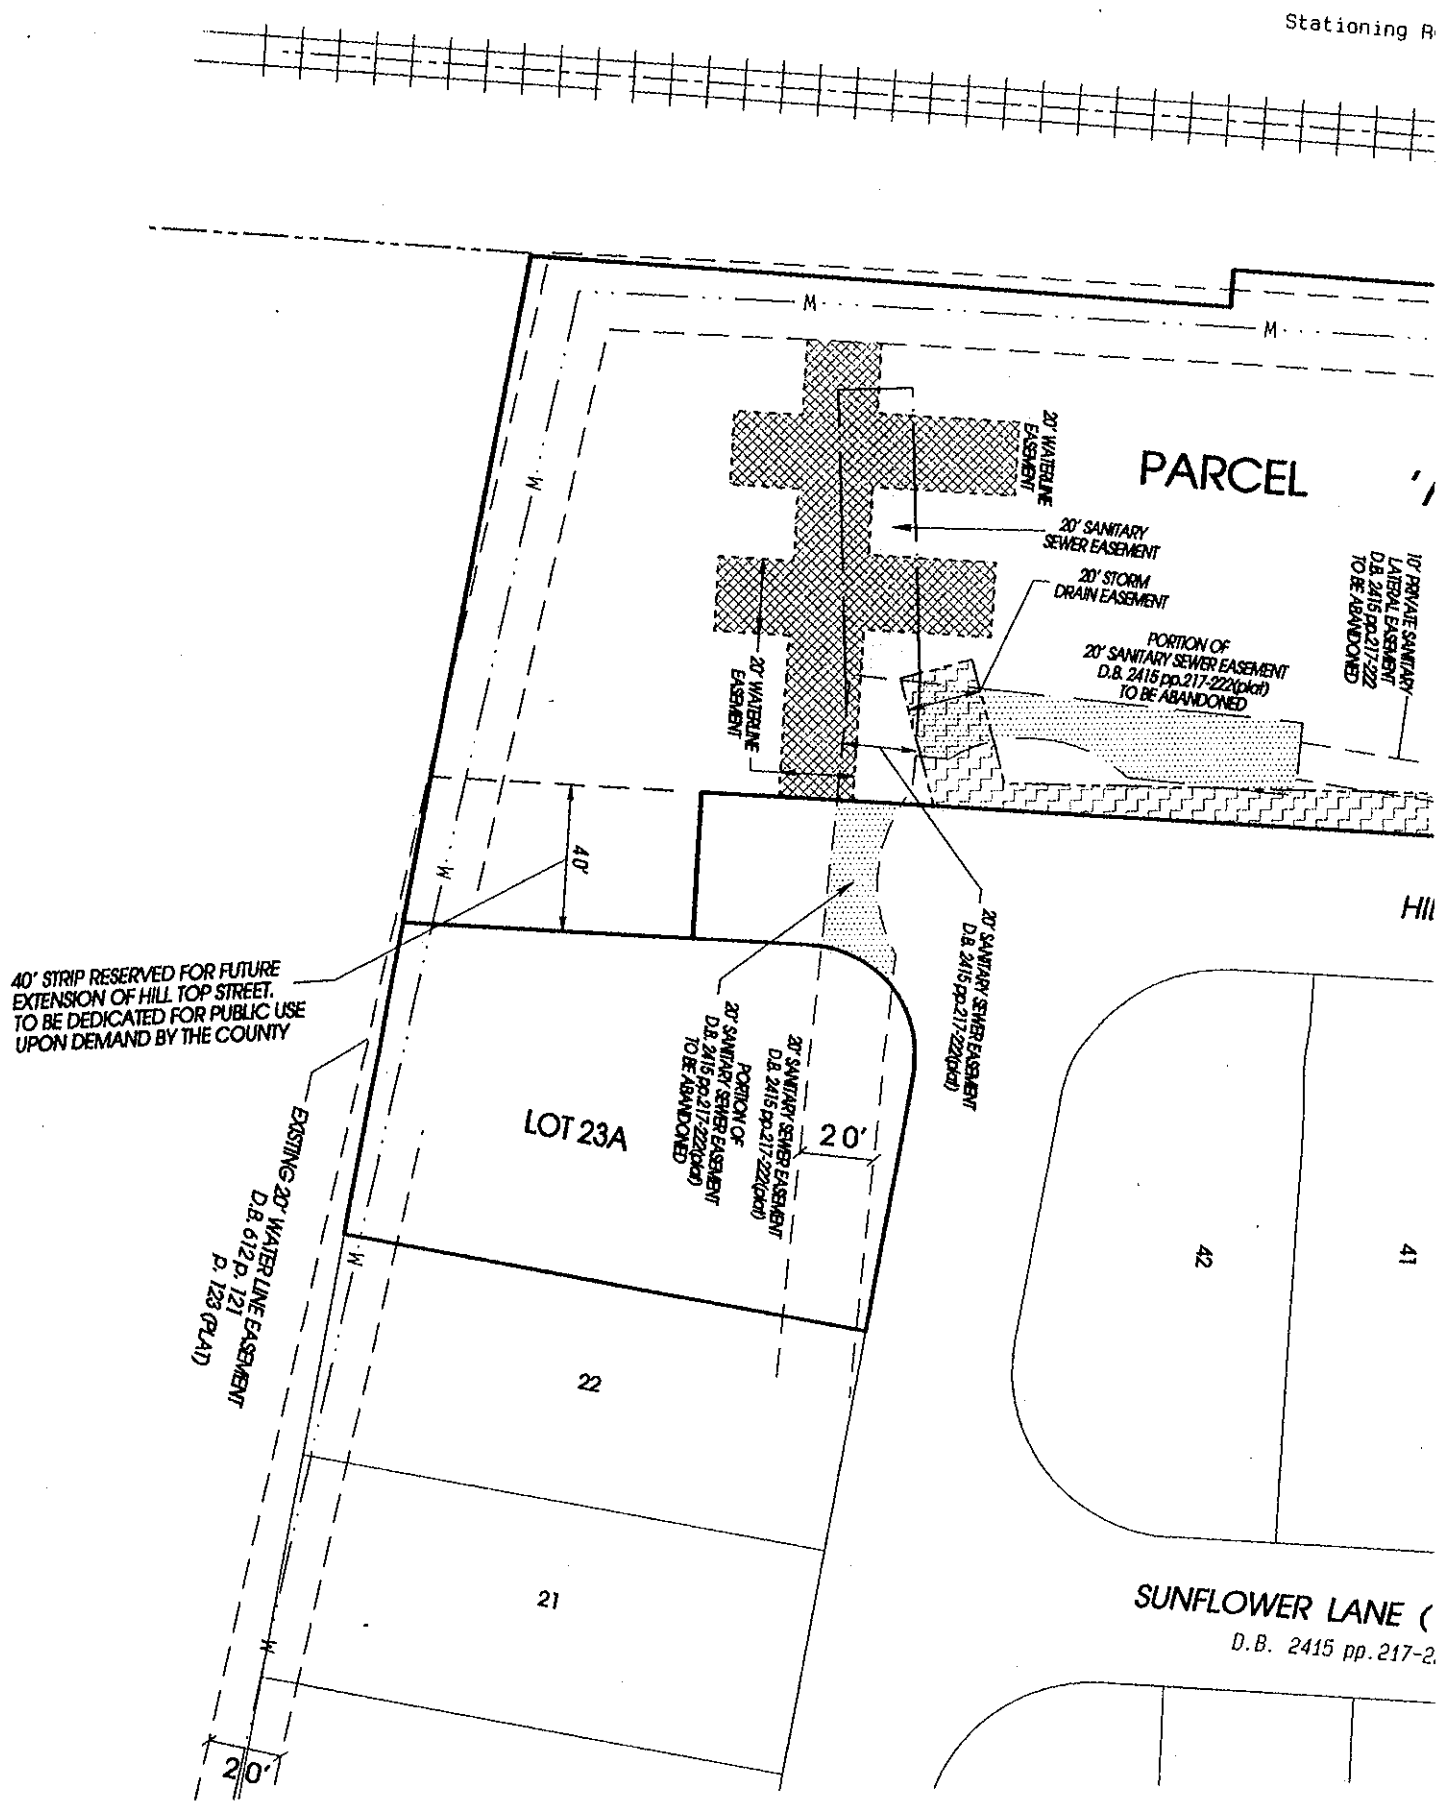 Stationing
W
W
20' WATERLINE
EASEMENT
PARCEL
W
20' SANITARY
SEWER EASEMENT
20' STORM
DRAIN EASEMENT
10' PRIVATE SANITARY
LATERAL EASEMENT
D.B. 2415 pp.217-222
TO BE ABANDONED
PORTION OF
20' SANITARY SEWER EASEMENT
D.B. 2415 pp.217-222(plat)
TO BE ABANDONED
20' WATERLINE
EASEMENT
40'
W
40' STRIP RESERVED FOR FUTURE
EXTENSION OF HILL TOP STREET.
TO BE DEDICATED FOR PUBLIC USE
UPON DEMAND BY THE COUNTY
20' SANITARY SEWER EASEMENT
D.B. 2415 pp.217-222(plat)
PORTION OF
20' SANITARY SEWER EASEMENT
D.B. 2415 pp.217-222(plat)
TO BE ABANDONED
20' SANITARY SEWER EASEMENT
D.B. 2415 pp.217-222(plat)
20'
LOT 23A
EXISTING 20' WATER LINE EASEMENT
D.B. 612 p. 121
p. 123 (PLAT)
W
42
41
22
21
SUNFLOWER LANE (
D.B. 2415 pp.217-2
W
20'